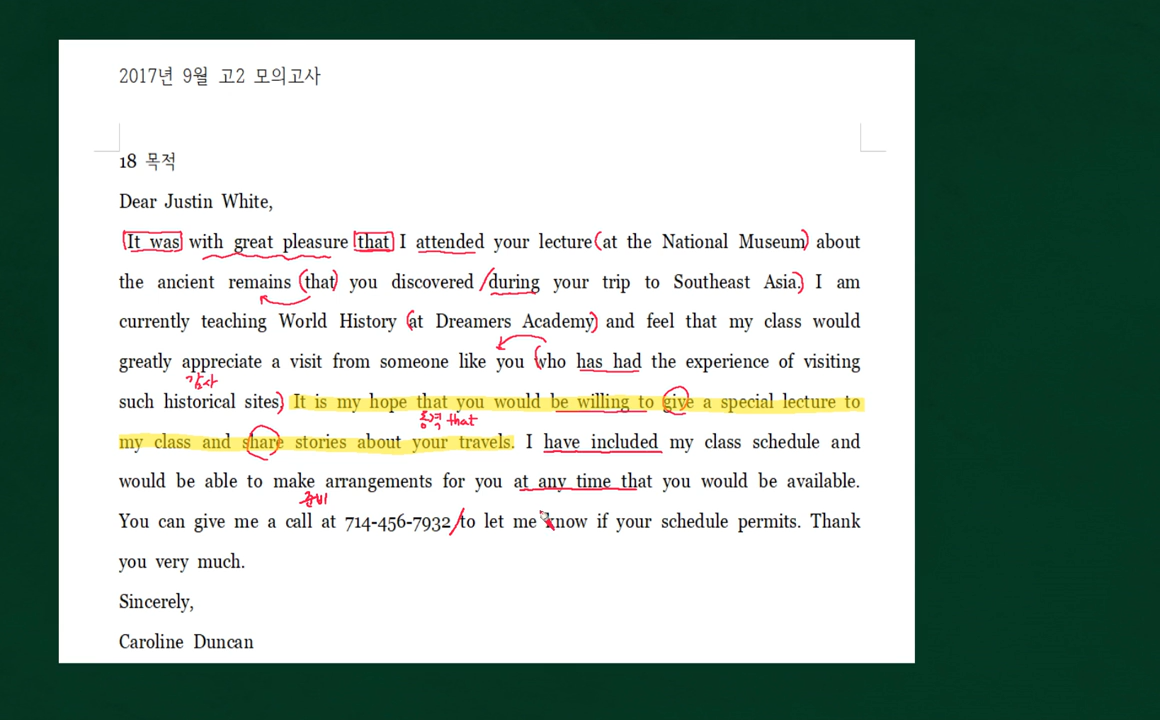 2017년 9월 고2 모의고사
18 목적
Dear Justin White,
It was with great pleasure that I attended your lecture (at the National Museum) about
the ancient remains (that) you discovered / during your trip to Southeast Asia.) I am
currently teaching World History (at Dreamers Academy) and feel that my class would
greatly appreciate a visit from someone like you (who has had the experience of visiting
감사
such historical sites.) It is my hope that you would be willing to give a special lecture to
동격 that
my class and share stories about your travels. I have included my class schedule and
would be able to make arrangements for you at any time that you would be available.
준비
You can give me a call at 714-456-7932 / to let me know if your schedule permits. Thank
you very much.
Sincerely,
Caroline Duncan